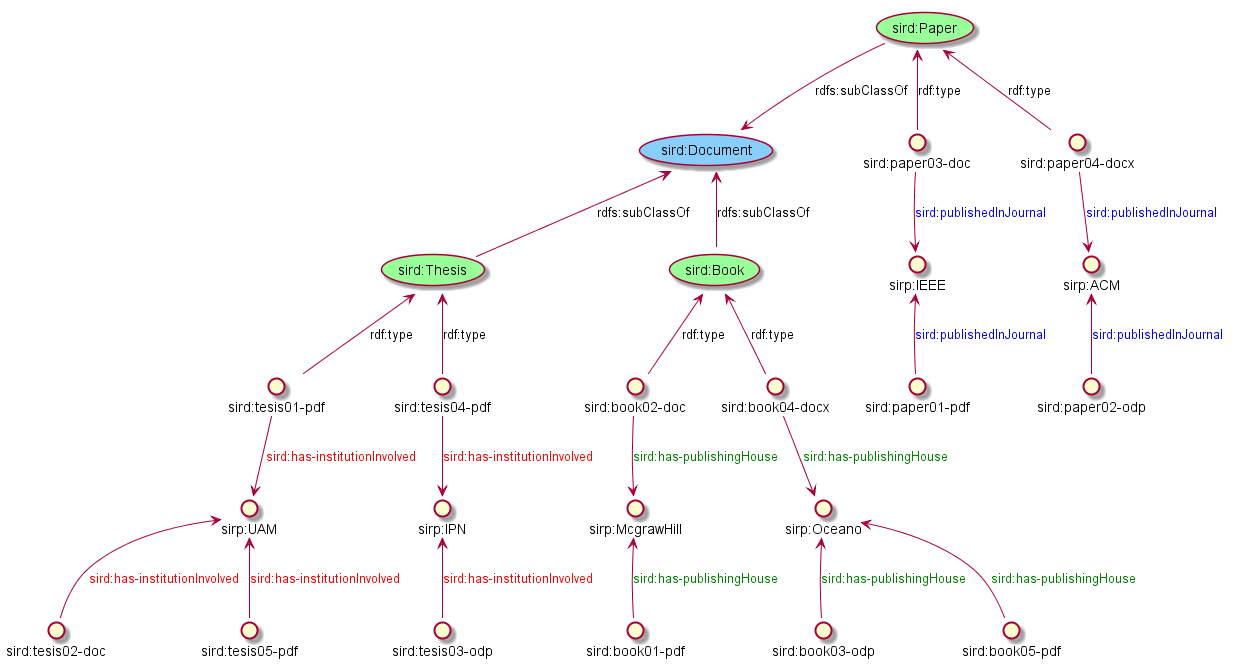 sird:Paper
rdfs:subClassOf
rdf:type
rdf:type
sird:Document
sird:paper03-doc
sird:paper04-docx
rdfs:subClassOf
rdfs:subClassOf
sird:publishedInJournal
sird:publishedInJournal
sird:Thesis
sird:Book
sirp:IEEE
sirp:ACM
rdf:type
rdf:type
rdf:type
rdf:type
sird:publishedInJournal
sird:publishedInJournal
sird:tesis01-pdf
sird:tesis04-pdf
sird:book02-doc
sird:book04-docx
sird:paper01-pdf
sird:paper02-odp
sird:has-institutionInvolved
sird:has-institutionInvolved
sird:has-publishingHouse
sird:has-publishingHouse
sirp:UAM
sirp:IPN
sirp:McgrawHill
sirp:Oceano
sird:has-institutionInvolved
sird:has-institutionInvolved
sird:has-institutionInvolved
sird:has-publishingHouse
sird:has-publishingHouse
sird:has-publishingHouse
sird:tesis02-doc
sird:tesis05-pdf
sird:tesis03-odp
sird:book01-pdf
sird:book03-odp
sird:book05-pdf